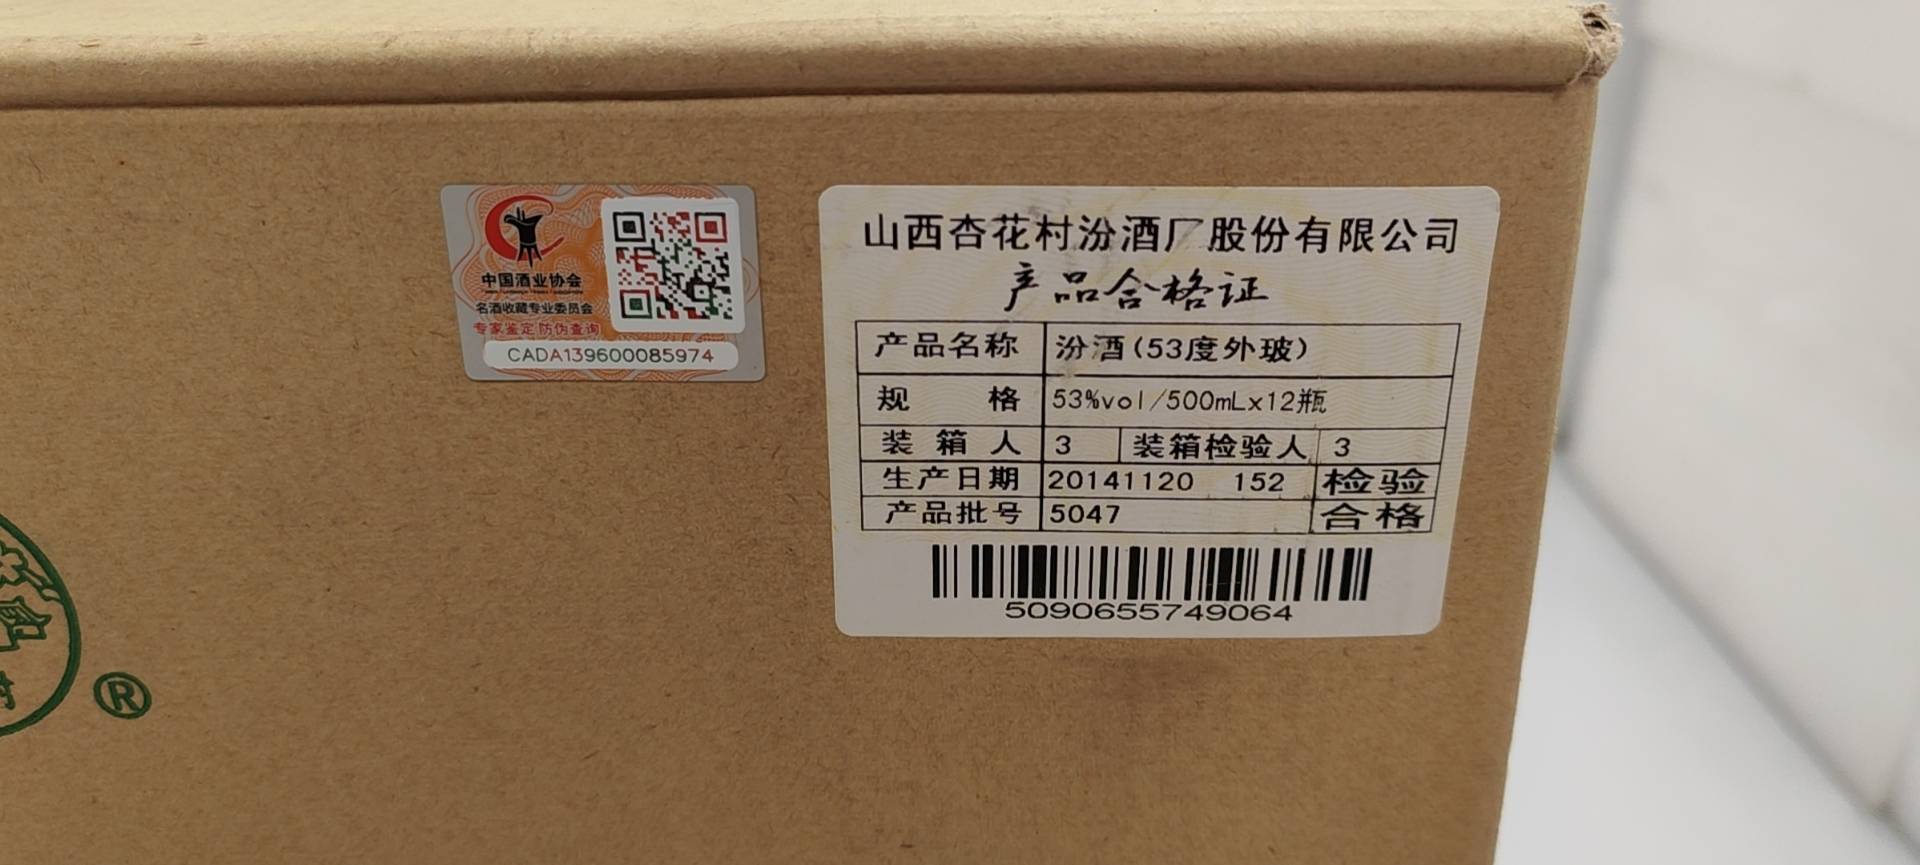 中国酒业协会
名酒收藏专业委员会
专家鉴定 防伪查询
CADA139600085974
山西杏花村汾酒厂股份有限公司
产品合格证
产品名称 汾酒(53度外玻)
规 格 53%vol/500mLx12瓶
装箱人 3 装箱检验人 3
生产日期 20141120 152 检验
产品批号 5047 合格
5090655749064
®